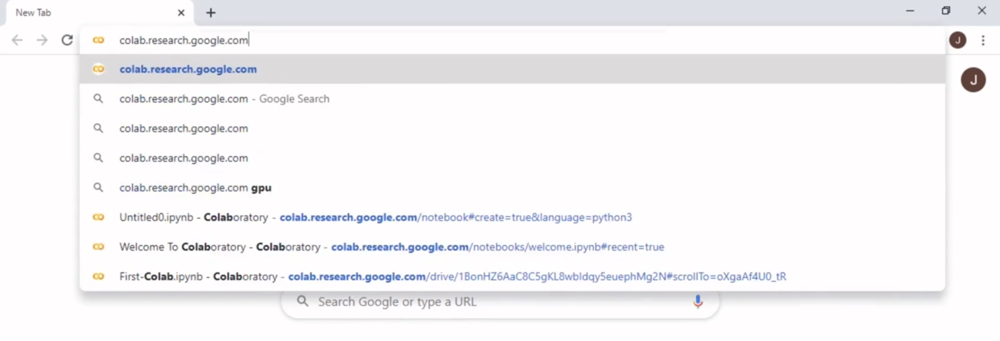 New Tab
colab.research.google.com
J
colab.research.google.com
J
colab.research.google.com - Google Search
colab.research.google.com
colab.research.google.com
colab.research.google.com gpu
Untitled0.ipynb - Colaboratory - colab.research.google.com/notebook#create=true&language=python3
Welcome To Colaboratory - Colaboratory - colab.research.google.com/notebooks/welcome.ipynb#recent=true
First-Colab.ipynb - Colaboratory - colab.research.google.com/drive/1BonHZ6AaC8C5gKL8wbldqy5euephMg2N#scrollTo=oXgaAf4U0_tR
Search Google or type a URL